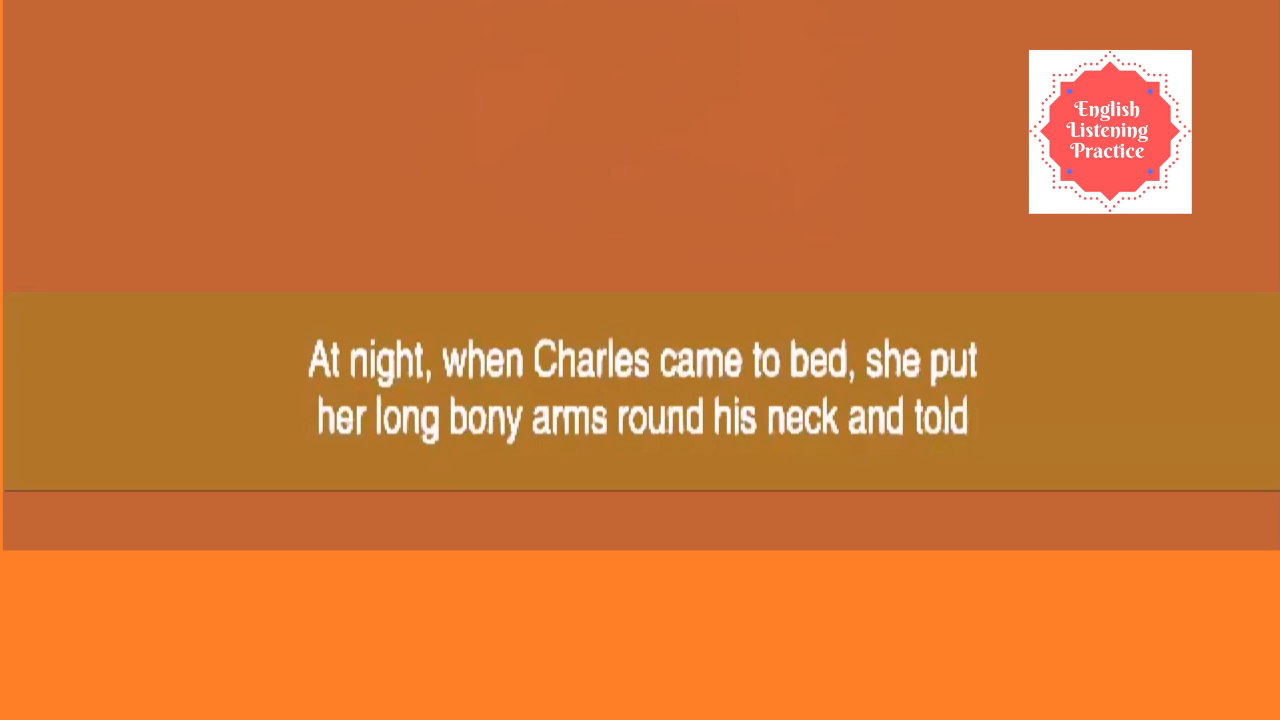 English
Listening
Practice
At night, when Charles came to bed, she put
her long bony arms round his neck and told